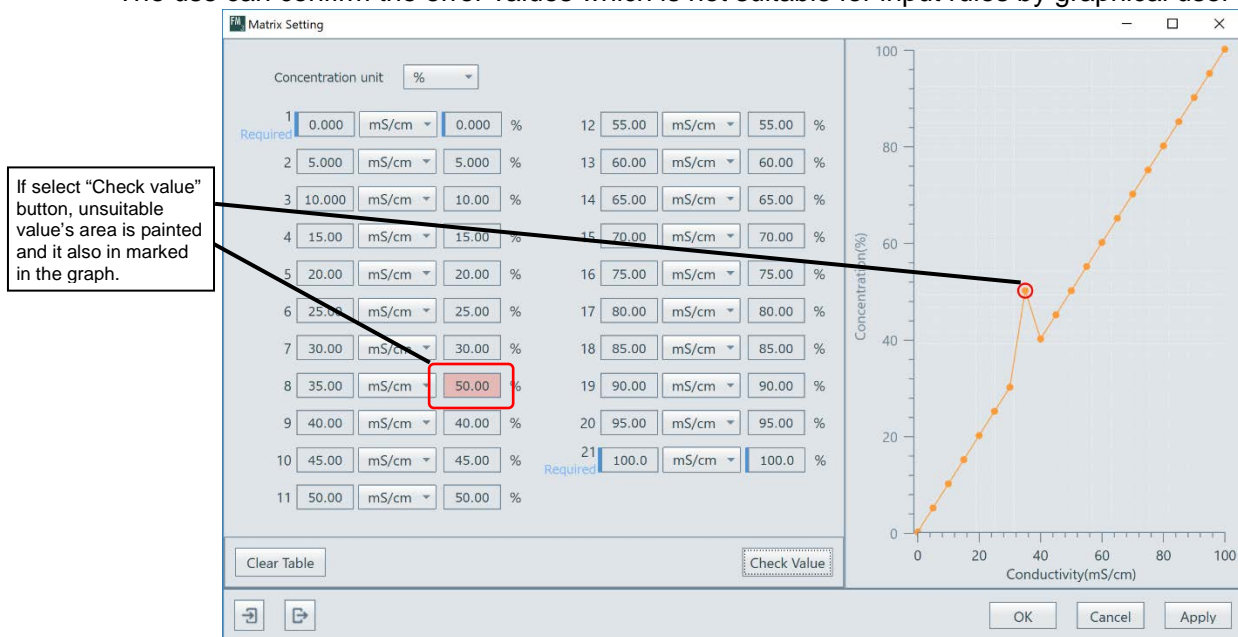 The use can confirm the error values which is not suitable for input rules by graphical user
FM Matrix Setting
Concentration unit %
1 Required 0.000 mS/cm 0.000 %
2 5.000 mS/cm 5.000 %
3 10.000 mS/cm 10.00 %
4 15.00 mS/cm 15.00 %
5 20.00 mS/cm 20.00 %
6 25.00 mS/cm 25.00 %
7 30.00 mS/cm 30.00 %
8 35.00 mS/cm 50.00 %
9 40.00 mS/cm 40.00 %
10 45.00 mS/cm 45.00 %
11 50.00 mS/cm 50.00 %
12 55.00 mS/cm 55.00 %
13 60.00 mS/cm 60.00 %
14 65.00 mS/cm 65.00 %
15 70.00 mS/cm 70.00 %
16 75.00 mS/cm 75.00 %
17 80.00 mS/cm 80.00 %
18 85.00 mS/cm 85.00 %
19 90.00 mS/cm 90.00 %
20 95.00 mS/cm 95.00 %
21 Required 100.0 mS/cm 100.0 %
If select “Check value”
button, unsuitable
value’s area is painted
and it also in marked
in the graph.
Clear Table
Check Value
Concentration(%)
100
80
60
40
20
0
0 20 40 60 80 100
Conductivity(mS/cm)
OK Cancel Apply